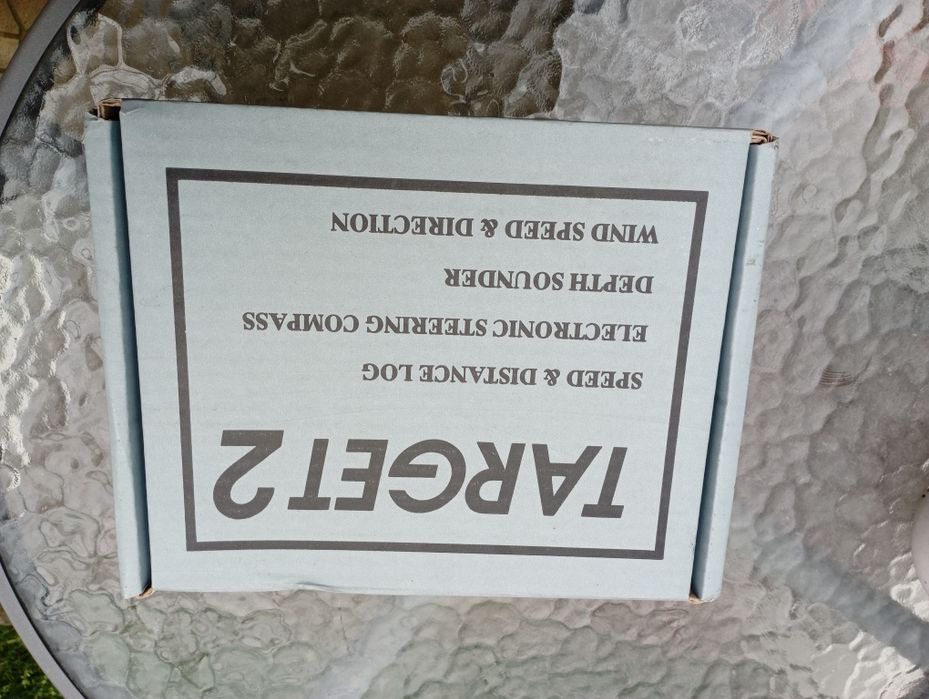 TARGET 2
SPEED & DISTANCE LOG
ELECTRONIC STEERING COMPASS
DEPTH SOUNDER
WIND SPEED & DIRECTION